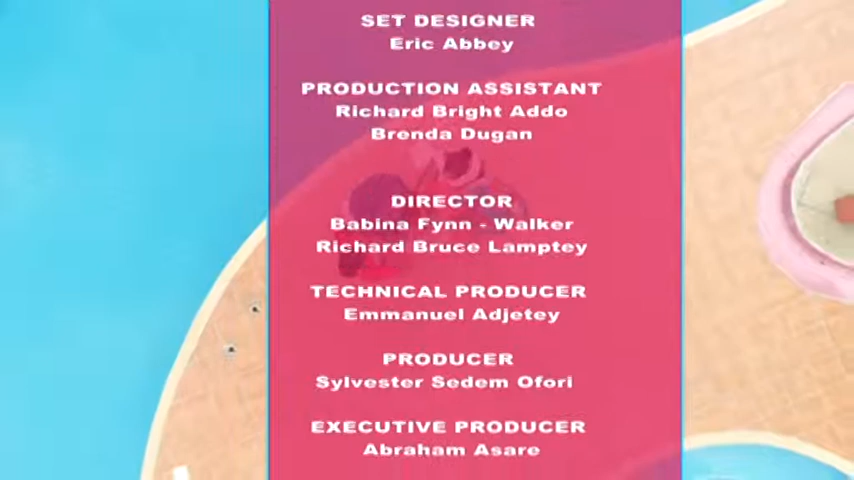 SET DESIGNER
Eric Abbey
PRODUCTION ASSISTANT
Richard Bright Addo
Brenda Dugan
DIRECTOR
Babina Fynn - Walker
Richard Bruce Lamptey
TECHNICAL PRODUCER
Emmanuel Adjetey
PRODUCER
Sylvester Sedem Ofori
EXECUTIVE PRODUCER
Abraham Asare